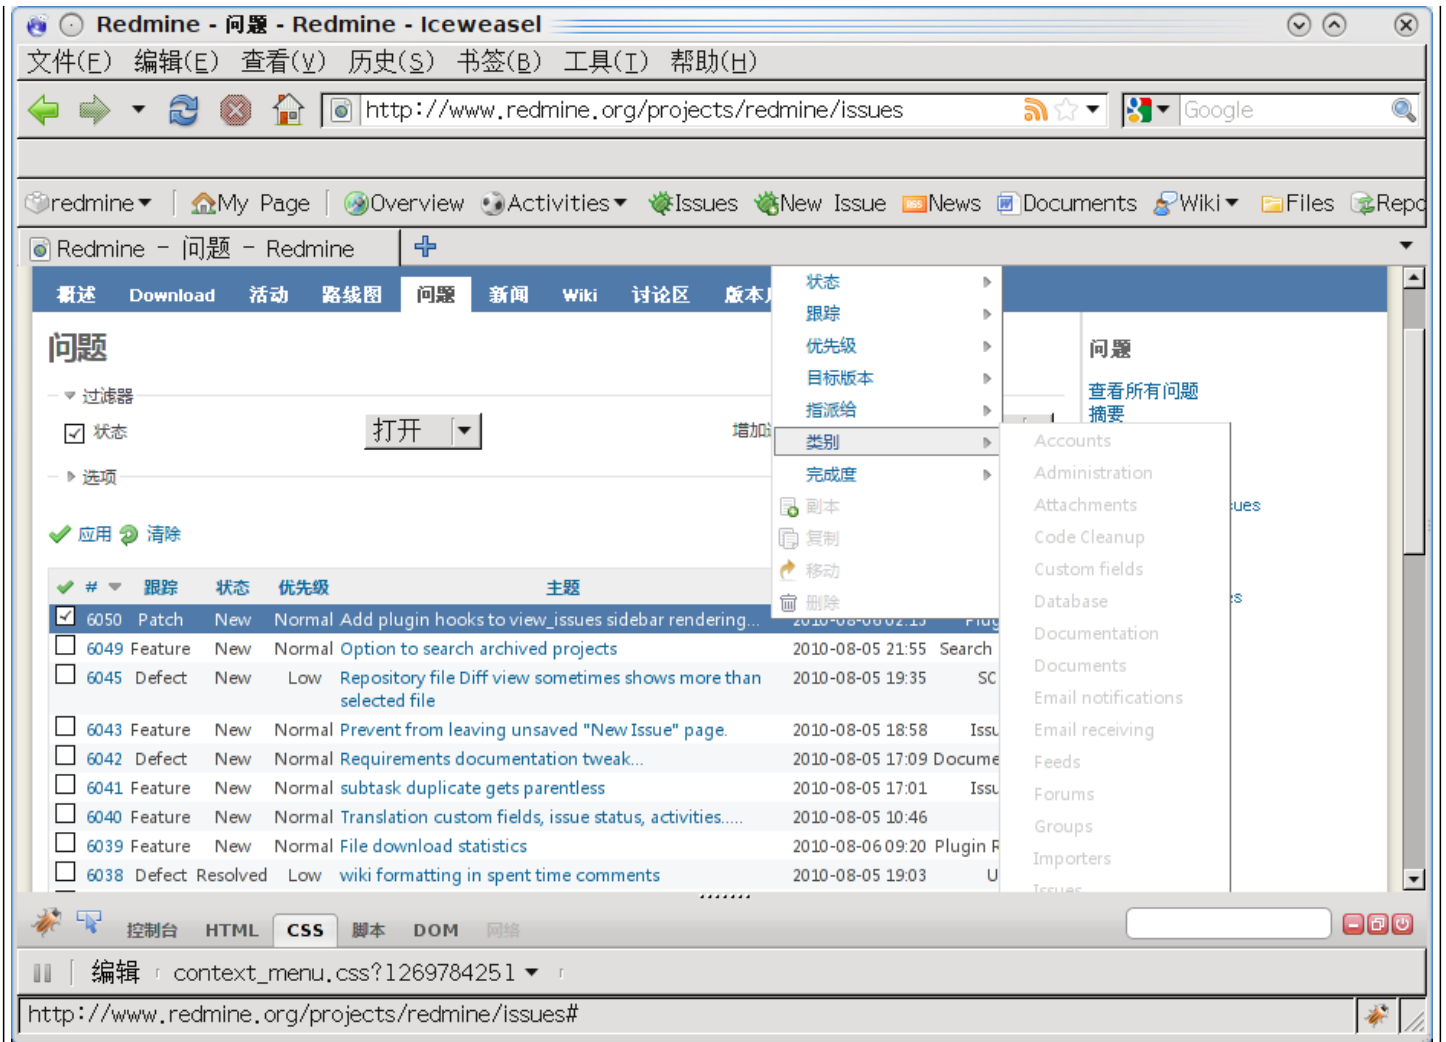 Redmine - 问题 - Redmine - Iceweasel
文件(F) 编辑(E) 查看(V) 历史(S) 书签(B) 工具(T) 帮助(H)
http://www.redmine.org/projects/redmine/issues Google
redmine My Page Overview Activities Issues New Issue News Documents Wiki Files Repo
Redmine - 问题 - Redmine
概述 Download 活动 路线图 问题 新闻 Wiki 讨论区 版本
状态
跟踪
优先级
目标版本
指派给
类别
完成度
副本
复制
移动
删除
Accounts
Administration
Attachments
Code Cleanup
Custom fields
Database
Documentation
Documents
Email notifications
Email receiving
Feeds
Forums
Groups
Importers
Issues
问题
过滤器
状态 打开 增加
选项
应用 清除
问题
查看所有问题
摘要
ues
s
# 跟踪 状态 优先级 主题
6050 Patch New Normal Add plugin hooks to view_issues sidebar rendering... 2010-08-06 02:15 Plug
6049 Feature New Normal Option to search archived projects 2010-08-05 21:55 Search
6045 Defect New Low Repository file Diff view sometimes shows more than 2010-08-05 19:35 SC
selected file
6043 Feature New Normal Prevent from leaving unsaved "New Issue" page. 2010-08-05 18:58 Issu
6042 Defect New Normal Requirements documentation tweak... 2010-08-05 17:09 Docume
6041 Feature New Normal subtask duplicate gets parentless 2010-08-05 17:01 Issu
6040 Feature New Normal Translation custom fields, issue status, activities..... 2010-08-05 10:46
6039 Feature New Normal File download statistics 2010-08-06 09:20 Plugin R
6038 Defect Resolved Low wiki formatting in spent time comments 2010-08-05 19:03 U
控制台 HTML CSS 脚本 DOM 网络
编辑 context_menu.css?1269784251
http://www.redmine.org/projects/redmine/issues#